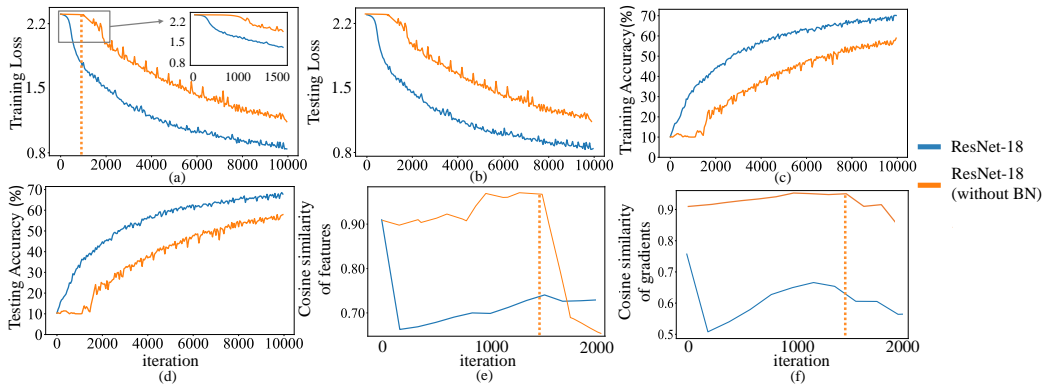 2.2
1.5
0.8
Training Loss
0 2000 4000 6000 8000 10000
(a)
2.2
1.5
0.8
0 1000 1500
2.2
1.5
0.8
Testing Loss
0 2000 4000 6000 8000 10000
(b)
70
60
50
40
30
20
10
0
Training Accuracy(%)
0 2000 4000 6000 8000 10000
(c)
ResNet-18
ResNet-18
(without BN)
70
60
50
40
30
20
10
0
Testing Accuracy (%)
0 2000 4000 6000 8000 10000
iteration
(d)
0.90
0.80
0.70
Cosine similarity
of features
0 1000 2000
iteration
(e)
0.9
0.8
0.7
0.6
0.5
Cosine similarity
of gradients
0 1000 2000
iteration
(f)